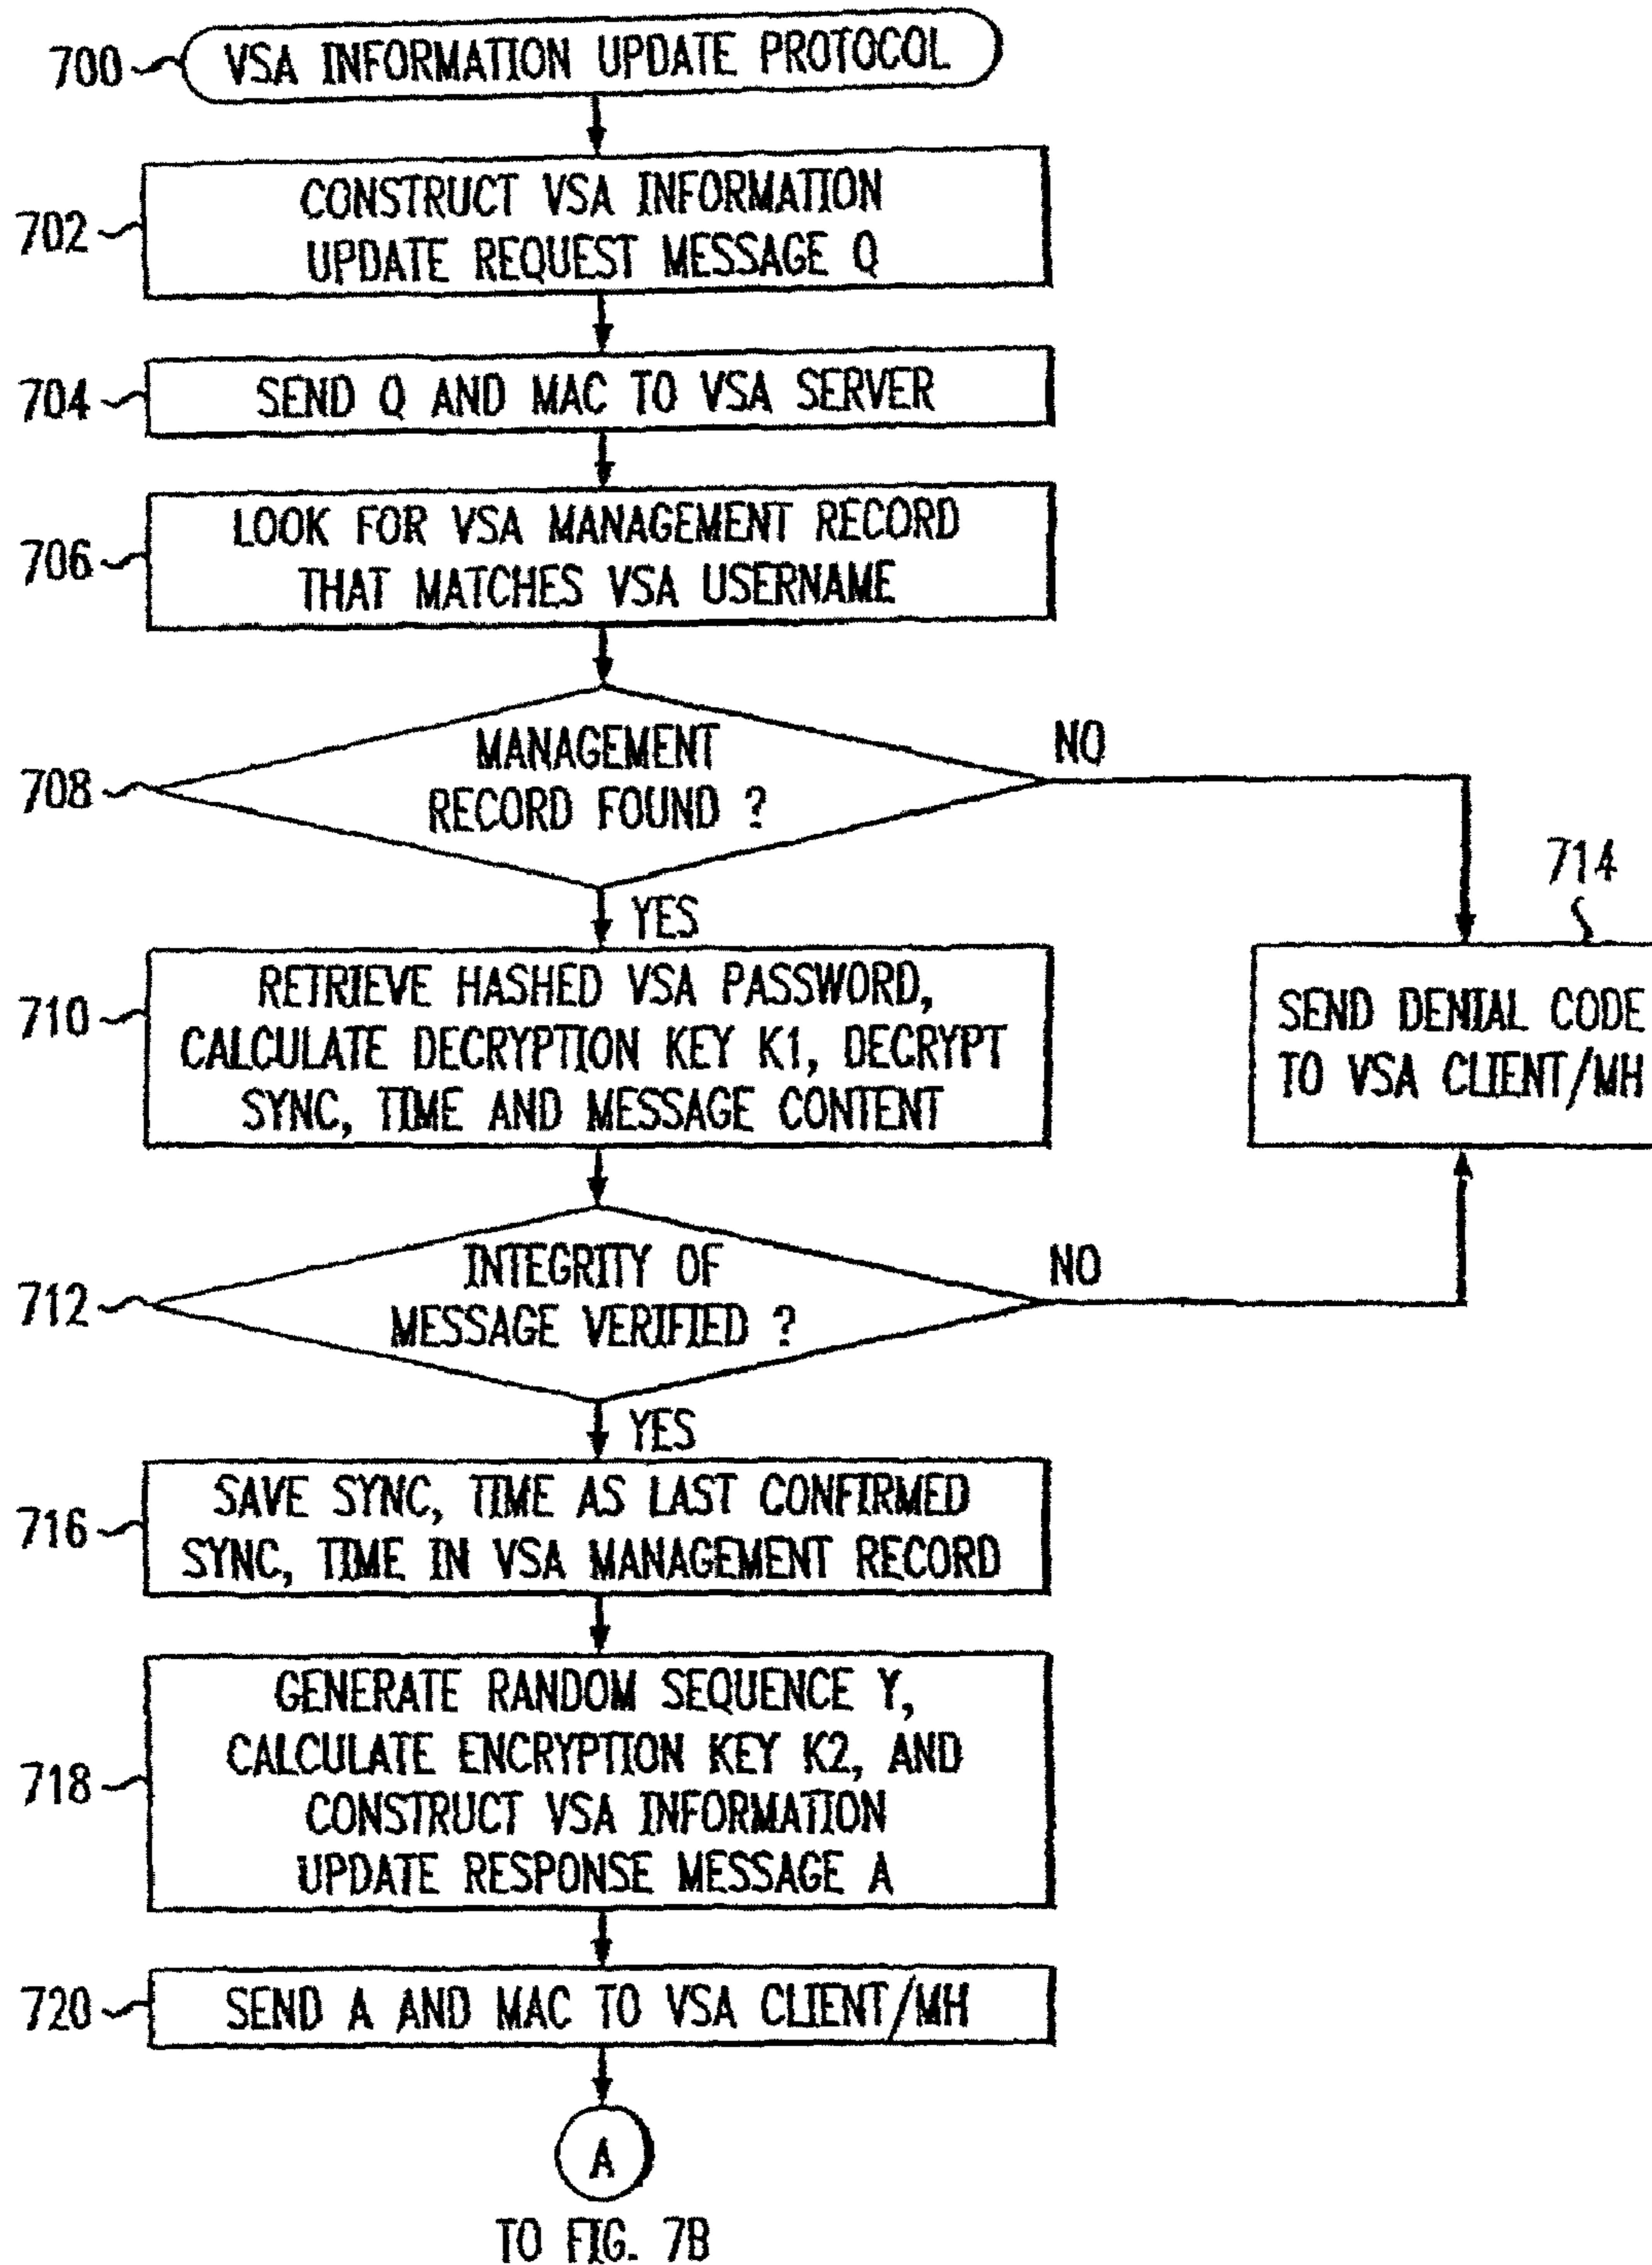 700
VSA INFORMATION UPDATE PROTOCOL
702
CONSTRUCT VSA INFORMATION
UPDATE REQUEST MESSAGE Q
704
SEND Q AND MAC TO VSA SERVER
706
LOOK FOR VSA MANAGEMENT RECORD
THAT MATCHES VSA USERNAME
708
MANAGEMENT
RECORD FOUND ?
NO
YES
710
RETRIEVE HASHED VSA PASSWORD,
CALCULATE DECRYPTION KEY K1, DECRYPT
SYNC, TIME AND MESSAGE CONTENT
714
SEND DENIAL CODE
TO VSA CLIENT/MH
712
INTEGRITY OF
MESSAGE VERIFIED ?
NO
YES
716
SAVE SYNC, TIME AS LAST CONFIRMED
SYNC, TIME IN VSA MANAGEMENT RECORD
718
GENERATE RANDOM SEQUENCE Y,
CALCULATE ENCRYPTION KEY K2, AND
CONSTRUCT VSA INFORMATION
UPDATE RESPONSE MESSAGE A
720
SEND A AND MAC TO VSA CLIENT/MH
A
TO FIG. 7B